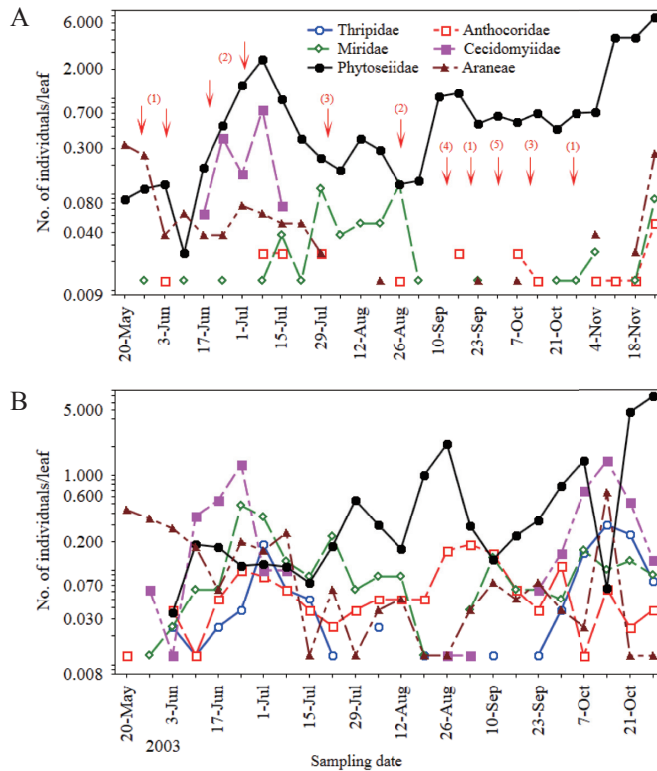 A
6.000
2.000
0.700
0.300
0.080
0.040
0.009
No. of individuals/leaf
Thripidae
Anthocoridae
Miridae
Cecidomyiidae
Phytoseiidae
Araneae
(1)
(2)
(3)
(2)
(4)
(1)
(5)
(3)
(1)
20-May
3-Jun
17-Jun
1-Jul
15-Jul
29-Jul
12-Aug
26-Aug
10-Sep
23-Sep
7-Oct
21-Oct
4-Nov
18-Nov
B
5.000
1.000
0.600
0.200
0.070
0.030
0.008
No. of individuals/leaf
20-May
3-Jun
17-Jun
1-Jul
15-Jul
29-Jul
12-Aug
26-Aug
10-Sep
23-Sep
7-Oct
21-Oct
2003
Sampling date